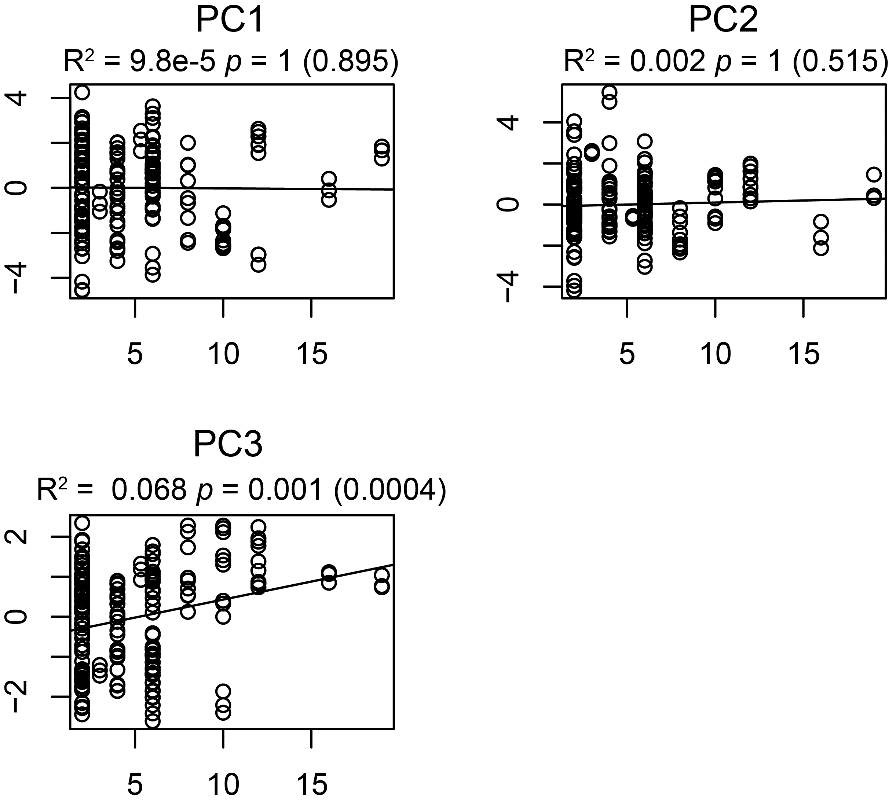 PC1
R² = 9.8e-5 p = 1 (0.895)
4
0
−4
5 10 15
PC2
R² = 0.002 p = 1 (0.515)
4
0
−4
5 10 15
PC3
R² = 0.068 p = 0.001 (0.0004)
2
0
−2
5 10 15